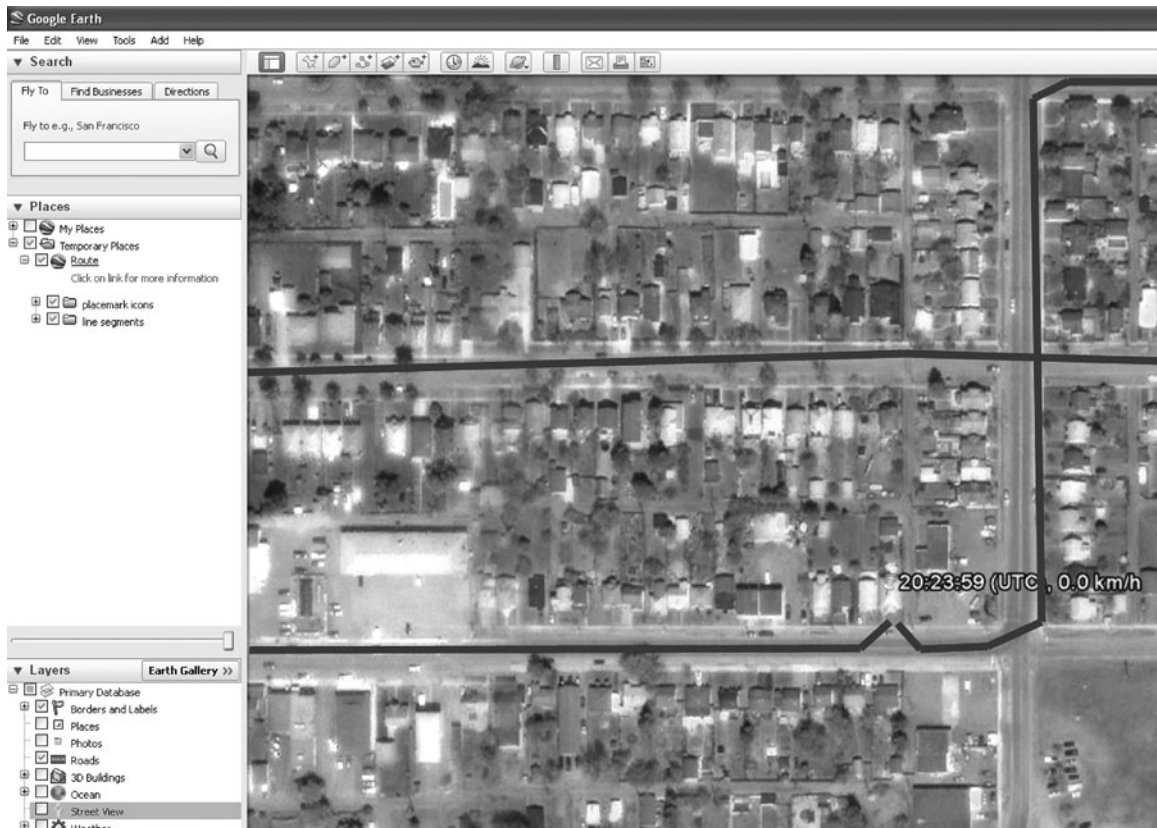 Google Earth
File Edit View Tools Add Help
Search
Fly To Find Businesses Directions
Fly to e.g., San Francisco
Places
My Places
Temporary Places
Route
Click on link for more information
placemark icons
line segments
20:23:59 (UTC , 0.0 km/h
Layers Earth Gallery >>
Primary Database
Borders and Labels
Places
Photos
Roads
3D Buildings
Ocean
Street View
Weather